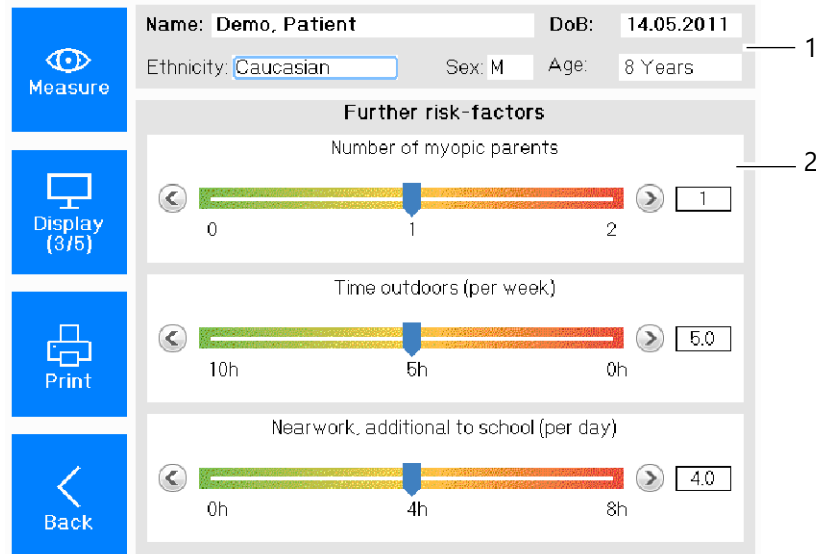 Name: Demo, Patient DoB: 14.05.2011
Ethnicity: Caucasian Sex: M Age: 8 Years
1
Measure
Further risk-factors
Number of myopic parents
2
1
0 1 2
Display
(3/5)
Time outdoors (per week)
5.0
10h 5h 0h
Print
Nearwork, additional to school (per day)
4.0
0h 4h 8h
Back